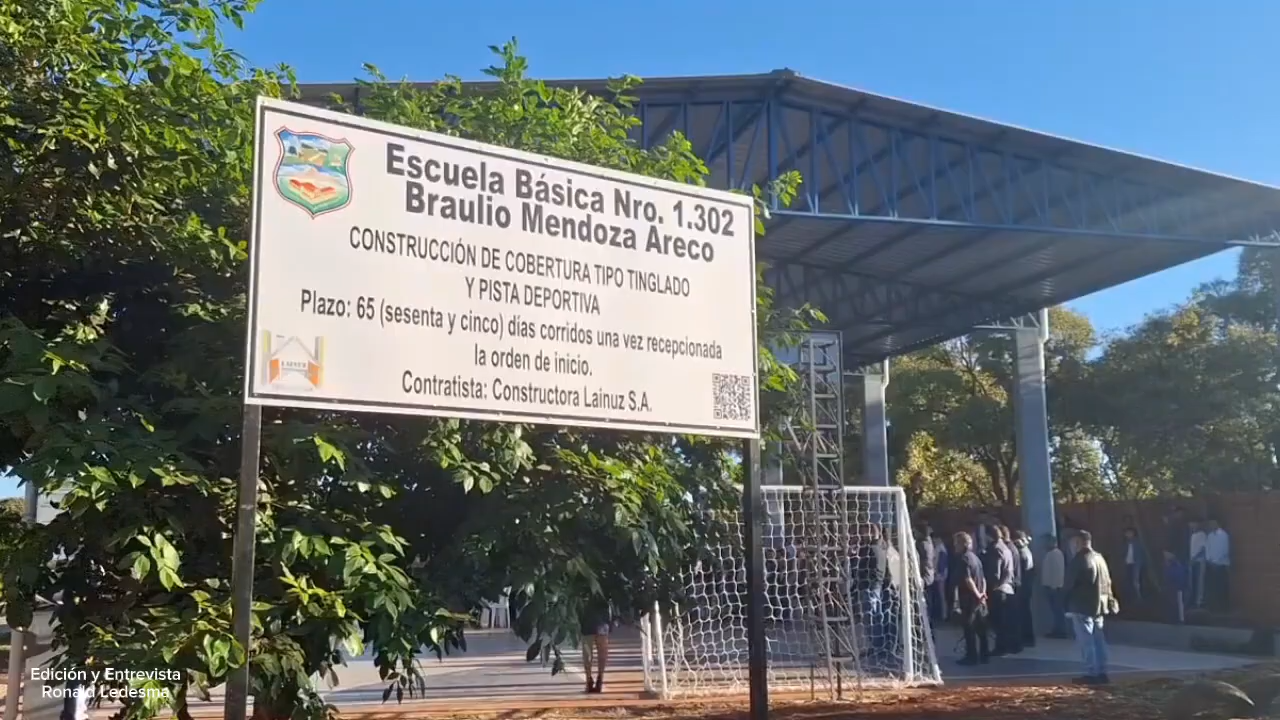 Escuela Básica Nro. 1.302
Braulio Mendoza Areco
CONSTRUCCIÓN DE COBERTURA TIPO TINGLADO
Y PISTA DEPORTIVA
Plazo: 65 (sesenta y cinco) días corridos una vez recepcionada
la orden de inicio.
LAINUZ
Contratista: Constructora Lainuz S.A.
Edición y Entrevista
Ronald Ledesma